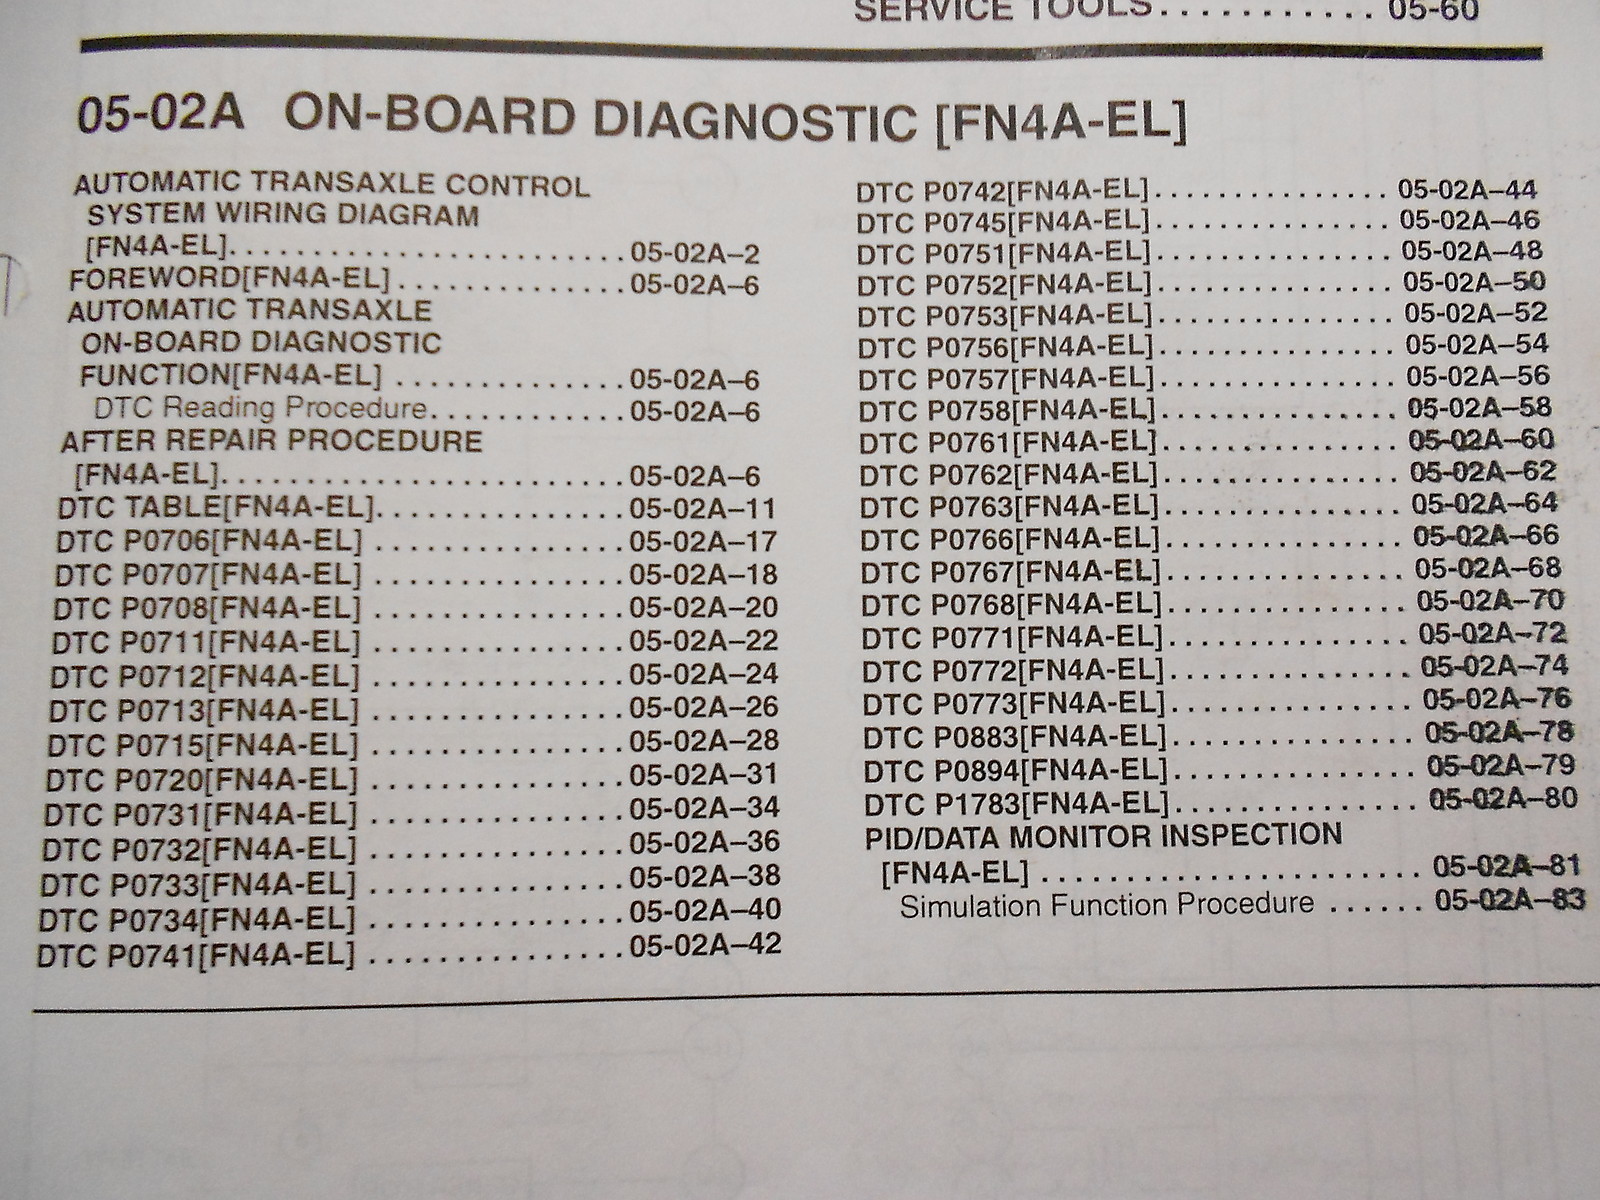 SERVICE TOOLS........... 05-60
05-02A ON-BOARD DIAGNOSTIC [FN4A-EL]
AUTOMATIC TRANSAXLE CONTROL
SYSTEM WIRING DIAGRAM
[FN4A-EL]........................05-02A–2
FOREWORD[FN4A-EL]..............05-02A–6
AUTOMATIC TRANSAXLE
ON-BOARD DIAGNOSTIC
FUNCTION[FN4A-EL] ..............05-02A–6
DTC Reading Procedure............05-02A–6
AFTER REPAIR PROCEDURE
[FN4A-EL].........................05-02A–6
DTC TABLE[FN4A-EL]...............05-02A–11
DTC P0706[FN4A-EL] ...............05-02A–17
DTC P0707[FN4A-EL] ...............05-02A–18
DTC P0708[FN4A-EL] ...............05-02A–20
DTC P0711[FN4A-EL] ...............05-02A–22
DTC P0712[FN4A-EL] ...............05-02A–24
DTC P0713[FN4A-EL] ...............05-02A–26
DTC P0715[FN4A-EL] ...............05-02A–28
DTC P0720[FN4A-EL] ...............05-02A–31
DTC P0731[FN4A-EL] ...............05-02A–34
DTC P0732[FN4A-EL] ...............05-02A–36
DTC P0733[FN4A-EL] ...............05-02A–38
DTC P0734[FN4A-EL] ...............05-02A–40
DTC P0741[FN4A-EL] ...............05-02A–42
DTC P0742[FN4A-EL]............... 05-02A–44
DTC P0745[FN4A-EL]............... 05-02A–46
DTC P0751[FN4A-EL]............... 05-02A–48
DTC P0752[FN4A-EL]............... 05-02A–50
DTC P0753[FN4A-EL]............... 05-02A–52
DTC P0756[FN4A-EL]............... 05-02A–54
DTC P0757[FN4A-EL]............... 05-02A–56
DTC P0758[FN4A-EL]............... 05-02A–58
DTC P0761[FN4A-EL]............... 05-02A–60
DTC P0762[FN4A-EL]............... 05-02A–62
DTC P0763[FN4A-EL]............... 05-02A–64
DTC P0766[FN4A-EL]............... 05-02A–66
DTC P0767[FN4A-EL]............... 05-02A–68
DTC P0768[FN4A-EL]............... 05-02A–70
DTC P0771[FN4A-EL]............... 05-02A–72
DTC P0772[FN4A-EL]............... 05-02A–74
DTC P0773[FN4A-EL]............... 05-02A–76
DTC P0883[FN4A-EL]............... 05-02A–78
DTC P0894[FN4A-EL]............... 05-02A–79
DTC P1783[FN4A-EL]............... 05-02A–80
PID/DATA MONITOR INSPECTION
[FN4A-EL] ........................ 05-02A–81
Simulation Function Procedure ...... 05-02A–83